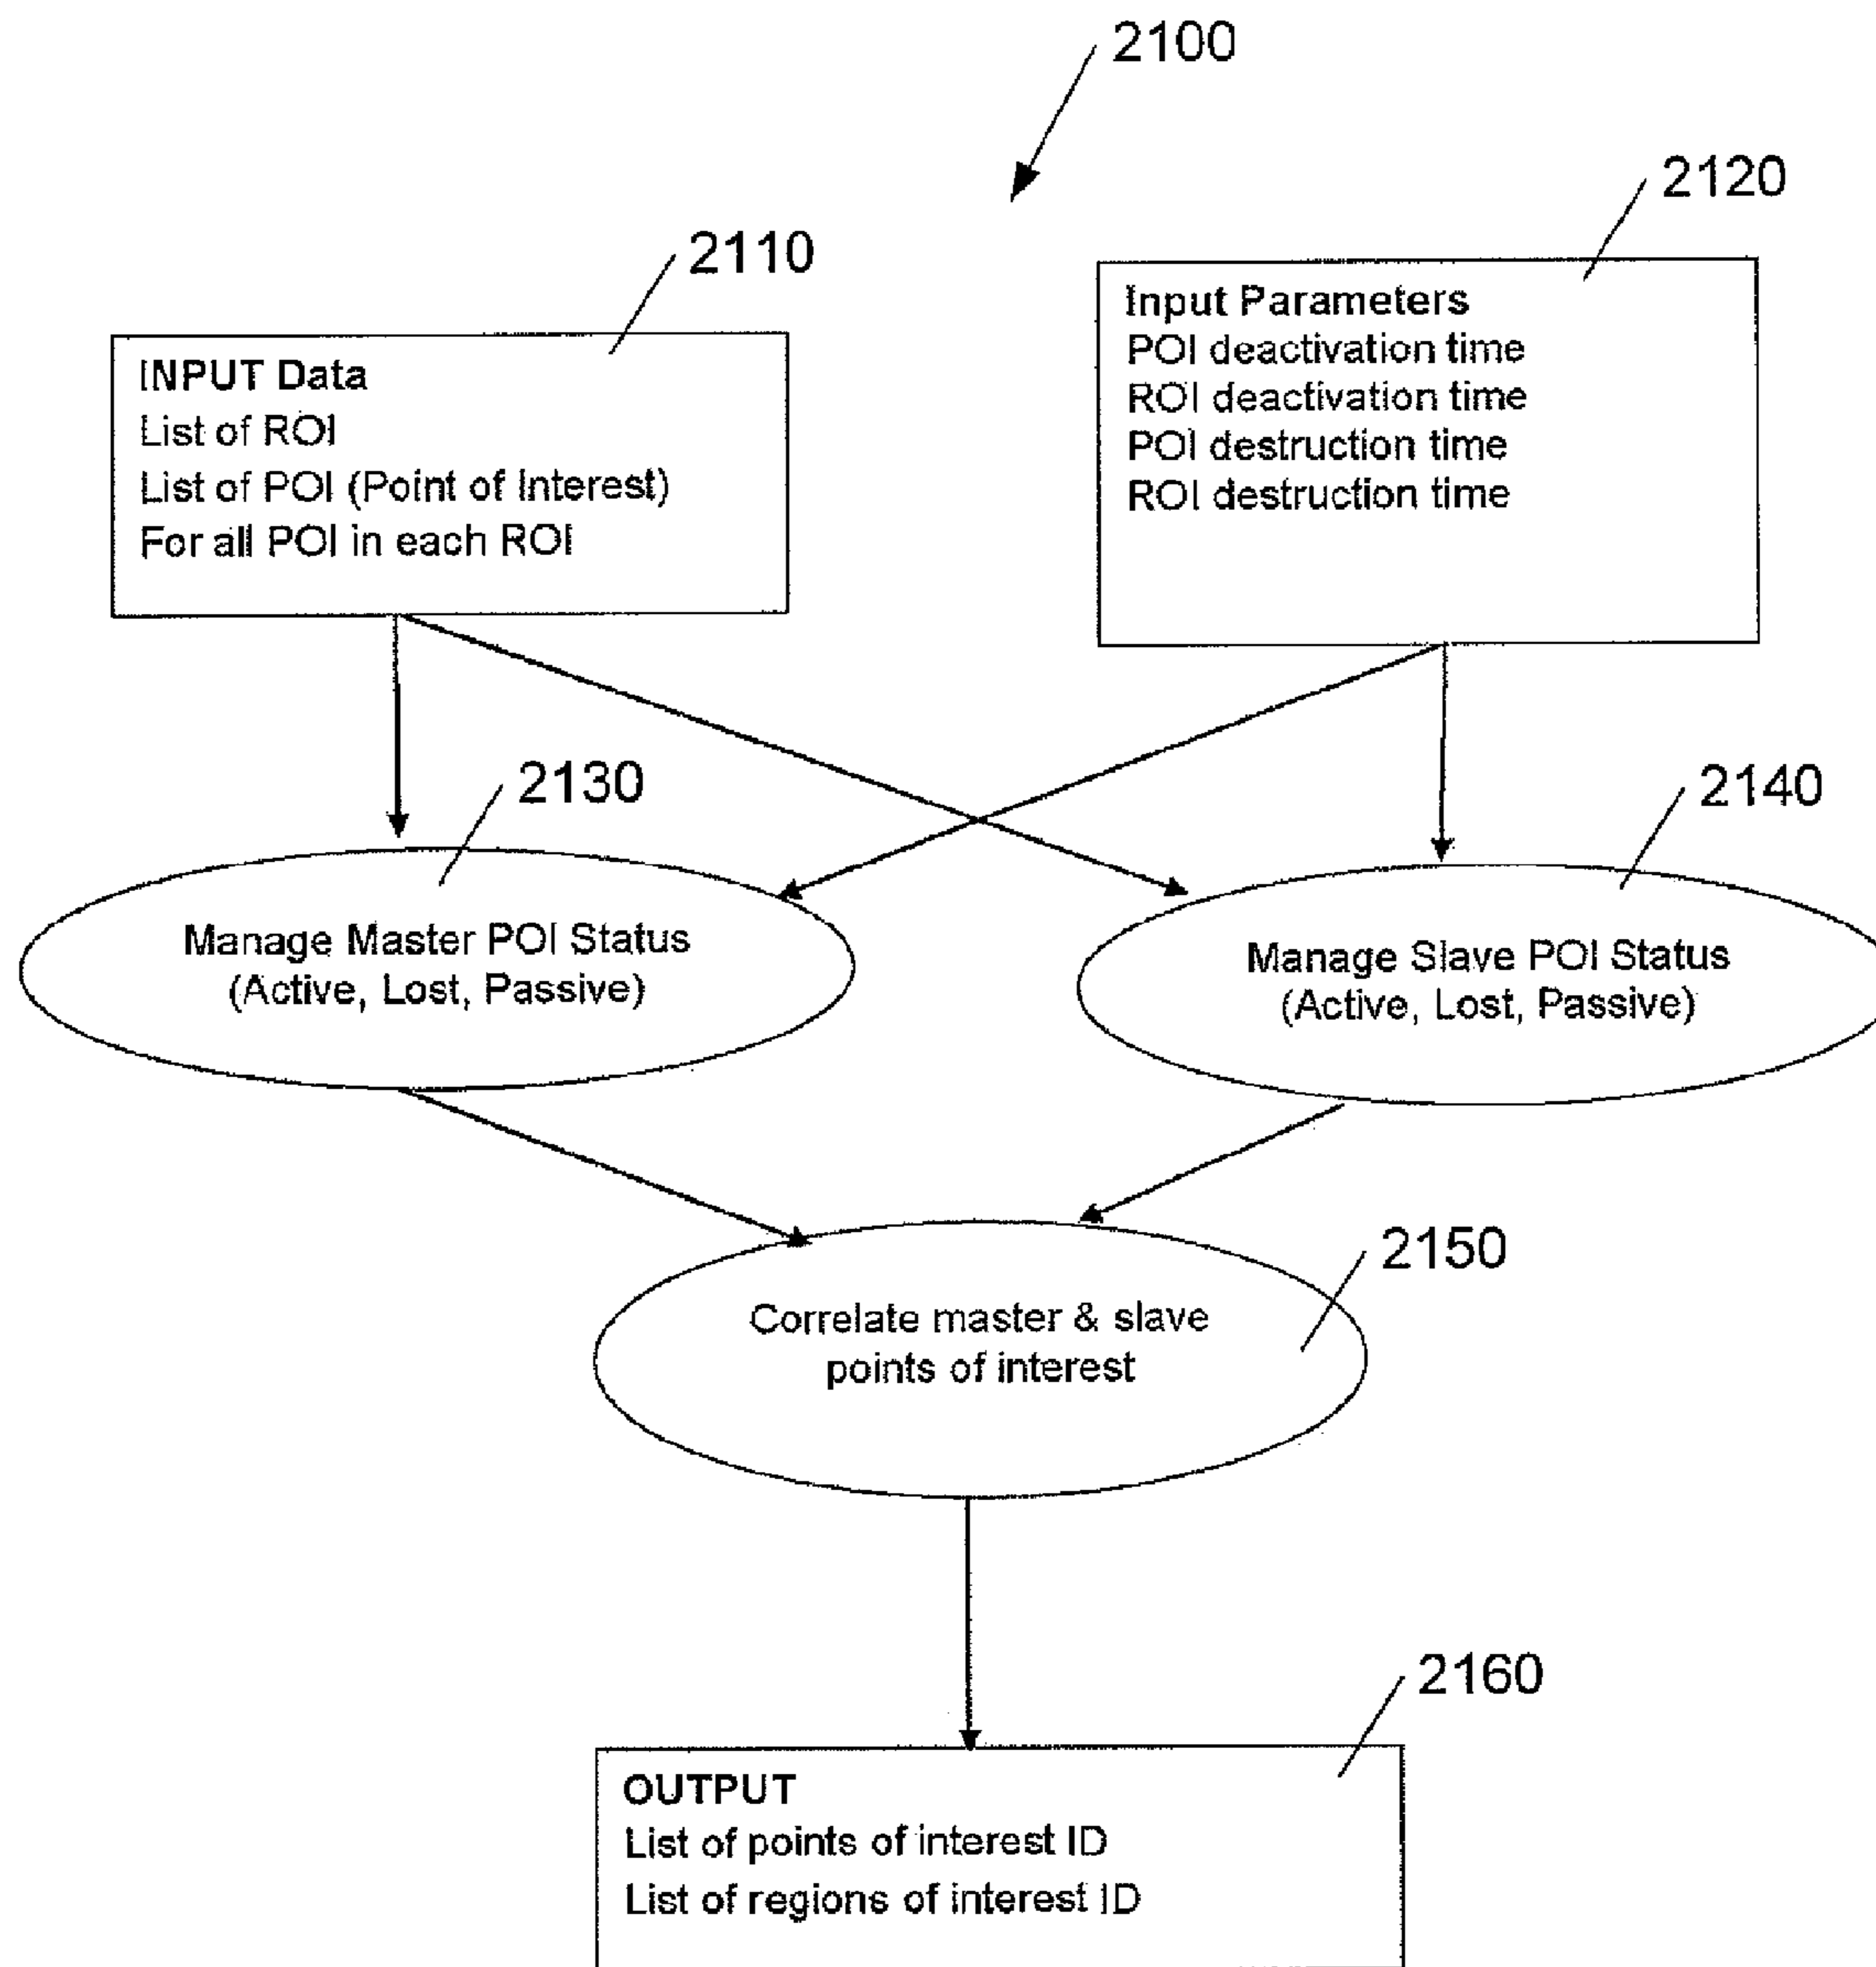 2100
2120
2110
Input Parameters
POI deactivation time
ROI deactivation time
POI destruction time
ROI destruction time
INPUT Data
List of ROI
List of POI (Point of Interest)
For all POI in each ROI
2130
2140
Manage Master POI Status
(Active, Lost, Passive)
Manage Slave POI Status
(Active, Lost, Passive)
2150
Correlate master & slave
points of interest
2160
OUTPUT
List of points of interest ID
List of regions of interest ID